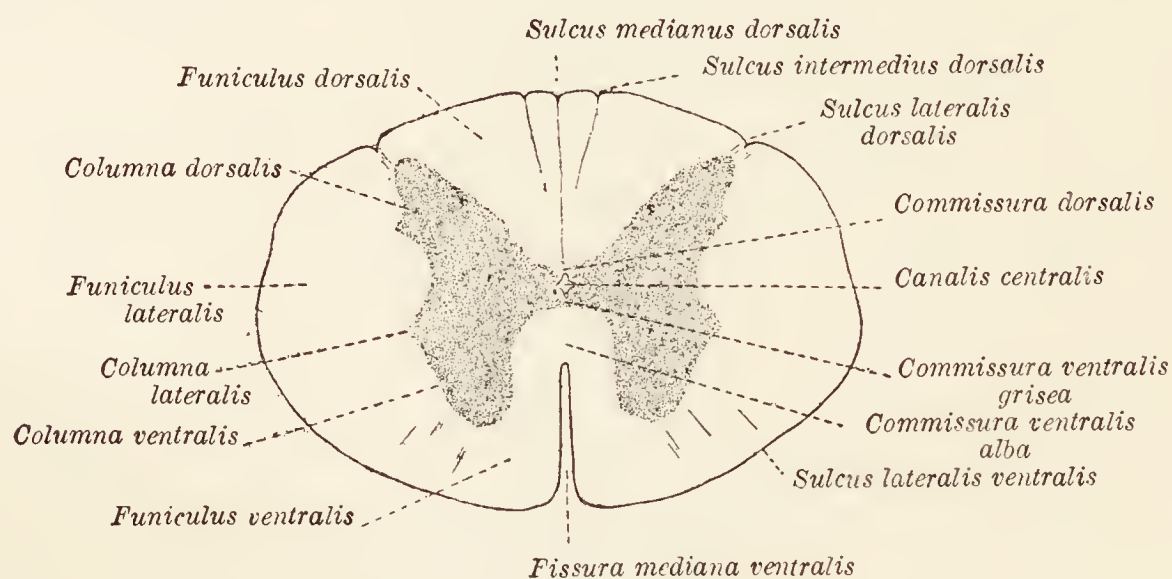 Sulcus medianus dorsalis
Funiculus dorsalis
Sulcus intermedius dorsalis
Sulcus lateralis
dorsalis
Columna dorsalis
Commissura dorsalis
Funiculus
lateralis
Canalis centralis
Columna
lateralis
Commissura ventralis
grisea
Columna ventralis
Commissura ventralis
alba
Sulcus lateralis ventralis
Funiculus ventralis
Fissura mediana ventralis